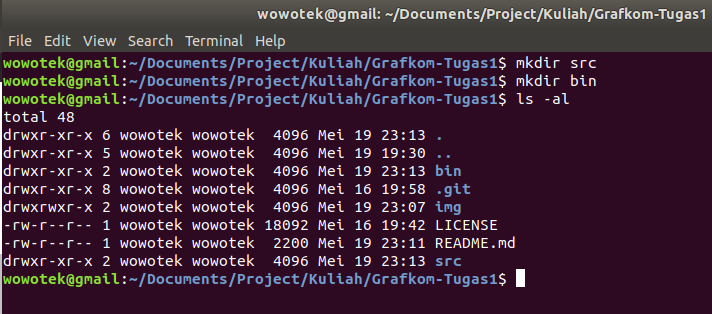 wowotek@gmail: ~/Documents/Project/Kuliah/Grafkom-Tugas1
File Edit View Search Terminal Help
wowotek@gmail:~/Documents/Project/Kuliah/Grafkom-Tugas1$ mkdir src
wowotek@gmail:~/Documents/Project/Kuliah/Grafkom-Tugas1$ mkdir bin
wowotek@gmail:~/Documents/Project/Kuliah/Grafkom-Tugas1$ ls -al
total 48
drwxr-xr-x 6 wowotek wowotek  4096 Mei 19 23:13 .
drwxr-xr-x 5 wowotek wowotek  4096 Mei 19 19:30 ..
drwxr-xr-x 2 wowotek wowotek  4096 Mei 19 23:13 bin
drwxr-xr-x 8 wowotek wowotek  4096 Mei 16 19:58 .git
drwxrwxr-x 2 wowotek wowotek  4096 Mei 19 23:07 img
-rw-r--r-- 1 wowotek wowotek 18092 Mei 16 19:42 LICENSE
-rw-r--r-- 1 wowotek wowotek  2200 Mei 19 23:11 README.md
drwxr-xr-x 2 wowotek wowotek  4096 Mei 19 23:13 src
wowotek@gmail:~/Documents/Project/Kuliah/Grafkom-Tugas1$